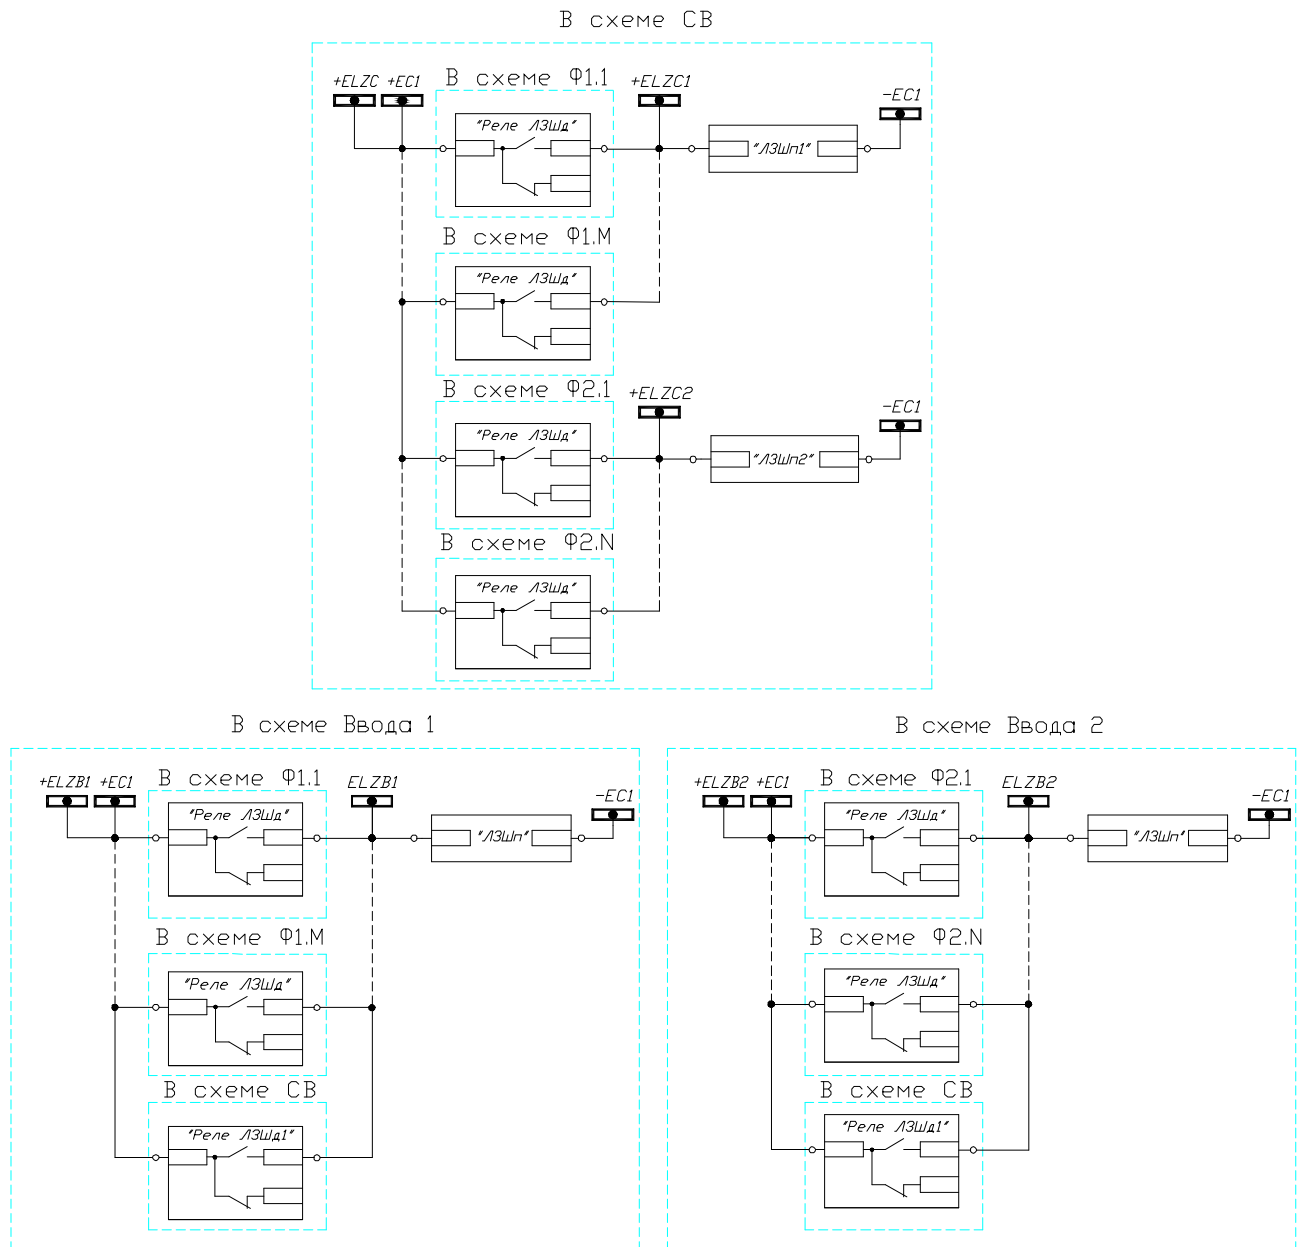 В схеме СВ
+ELZC +EC1 В схеме Ф1.1 +ELZC1 -EC1
"Реле ЛЗШд" "ЛЗШп1"
В схеме Ф1.М
"Реле ЛЗШд"
В схеме Ф2.1 +ELZC2 -EC1
"Реле ЛЗШд" "ЛЗШп2"
В схеме Ф2.N
"Реле ЛЗШд"
В схеме Ввода 1
+ELZB1 +EC1 В схеме Ф1.1 ELZB1 -EC1
"Реле ЛЗШд" "ЛЗШп"
В схеме Ф1.М
"Реле ЛЗШд"
В схеме СВ
"Реле ЛЗШд1"
В схеме Ввода 2
+ELZB2 +EC1 В схеме Ф2.1 ELZB2 -EC1
"Реле ЛЗШд" "ЛЗШп"
В схеме Ф2.N
"Реле ЛЗШд"
В схеме СВ
"Реле ЛЗШд1"